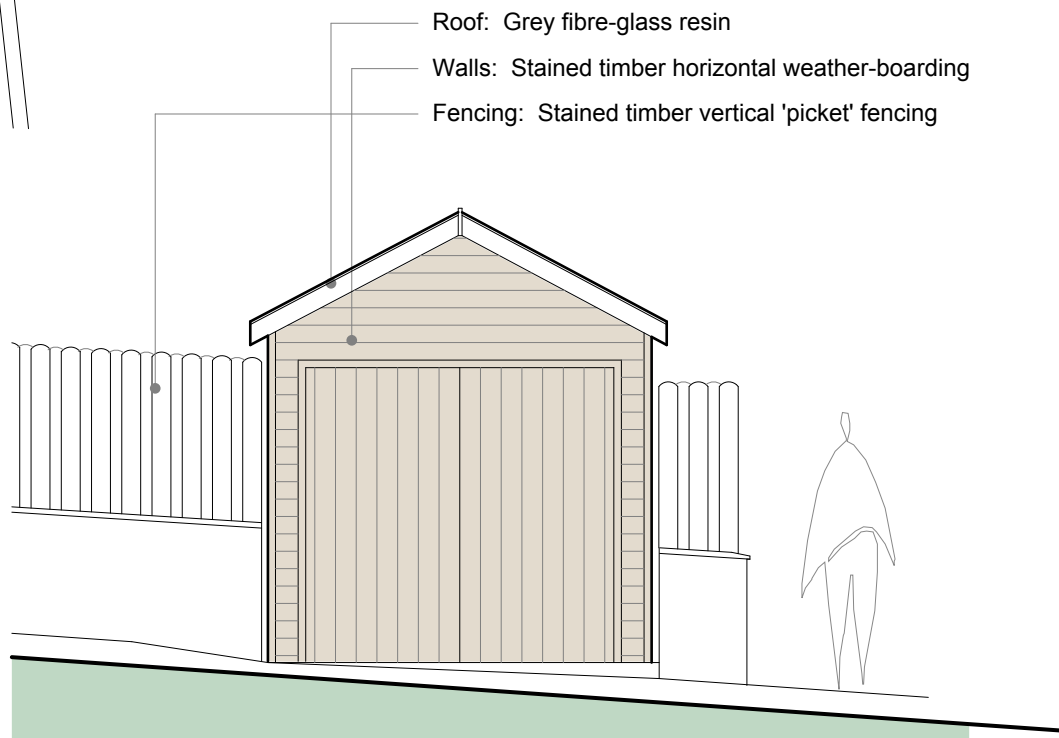 Roof:  Grey fibre-glass resin
Walls:  Stained timber horizontal weather-boarding
Fencing:  Stained timber vertical 'picket' fencing